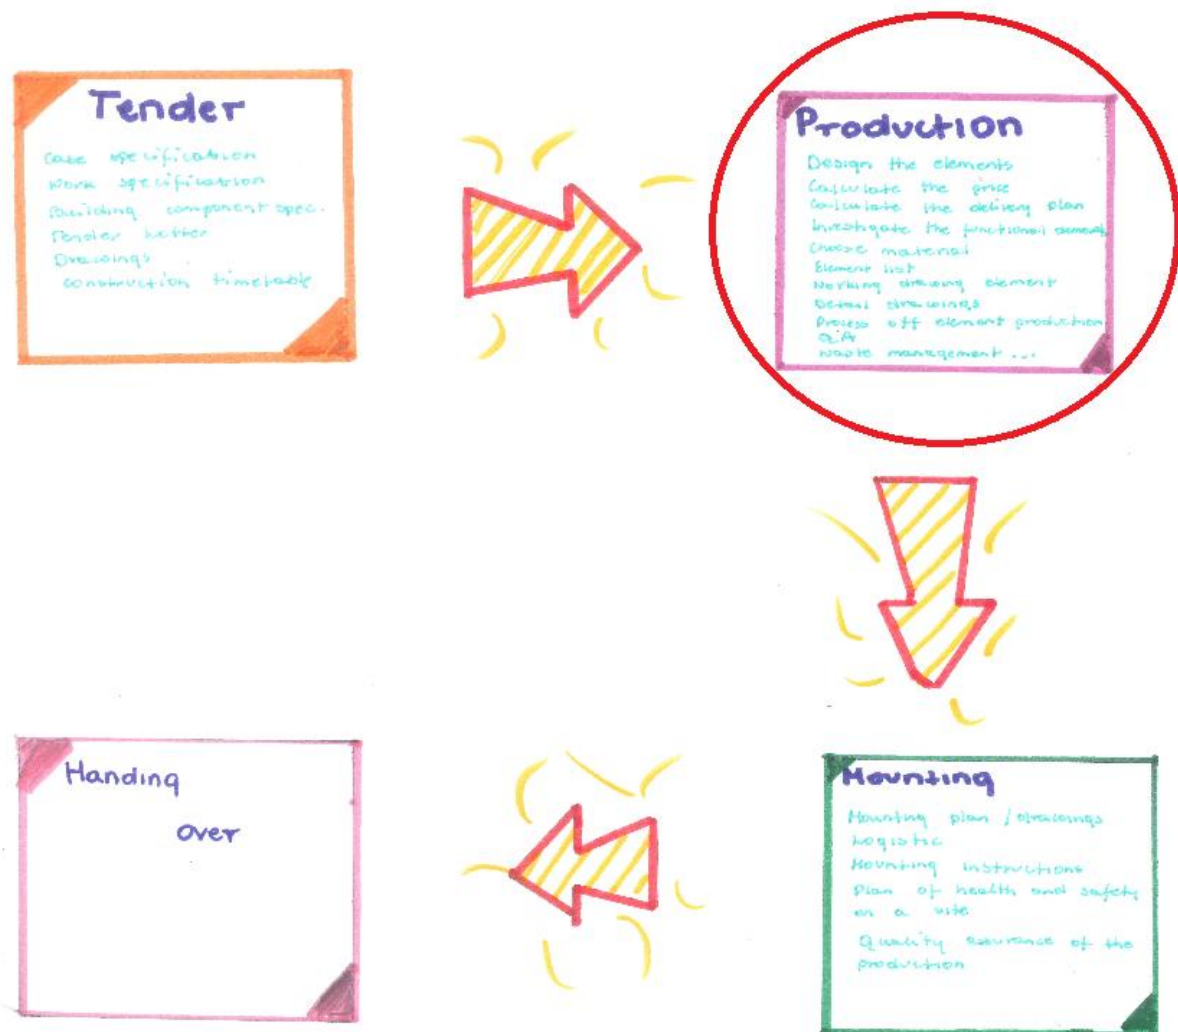 Tender
Case specification
Work specification
Building component spec.
Tender letter
Drawings
construction timetable
Production
Design the elements
Calculate the price
Calculate the delivery plan
Investigate the functional demand
Choose material
Element list
Working drawing element
Detail drawings
Process off element production
QA
Waste management ...
Mounting
Mounting plan / drawings
Logistic
Mounting instructions
Plan of health and safety
on a site
Quality assurance of the
production
Handing
over